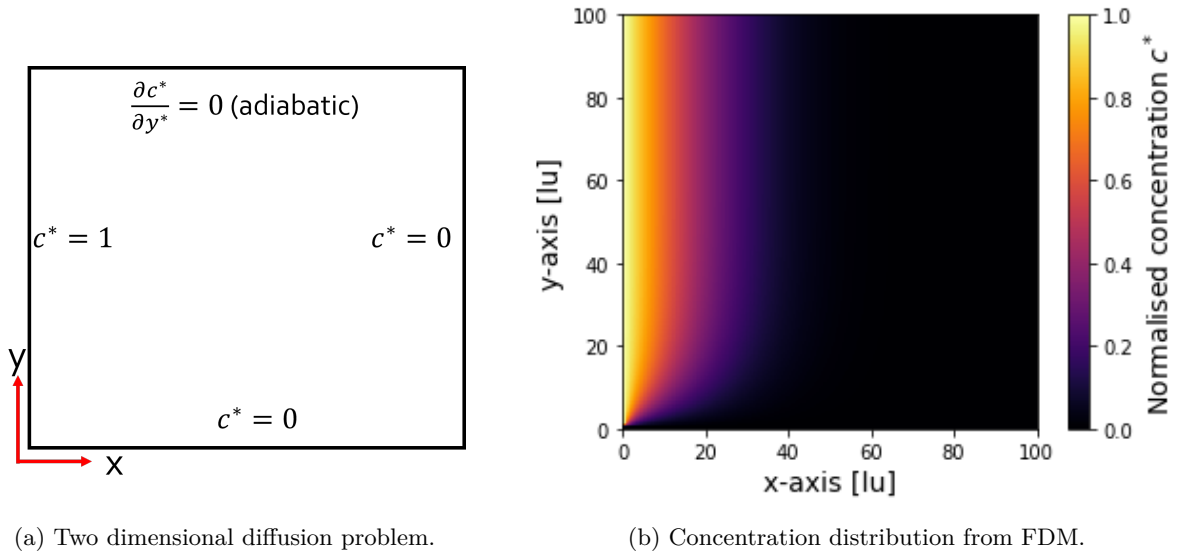 ∂c*/∂y* = 0 (adiabatic)
c* = 1
c* = 0
c* = 0
y
x
(a) Two dimensional diffusion problem.
100
80
60
40
20
0
y-axis [lu]
0 20 40 60 80 100
x-axis [lu]
1.0
0.8
0.6
0.4
0.2
0.0
Normalised concentration c*
(b) Concentration distribution from FDM.